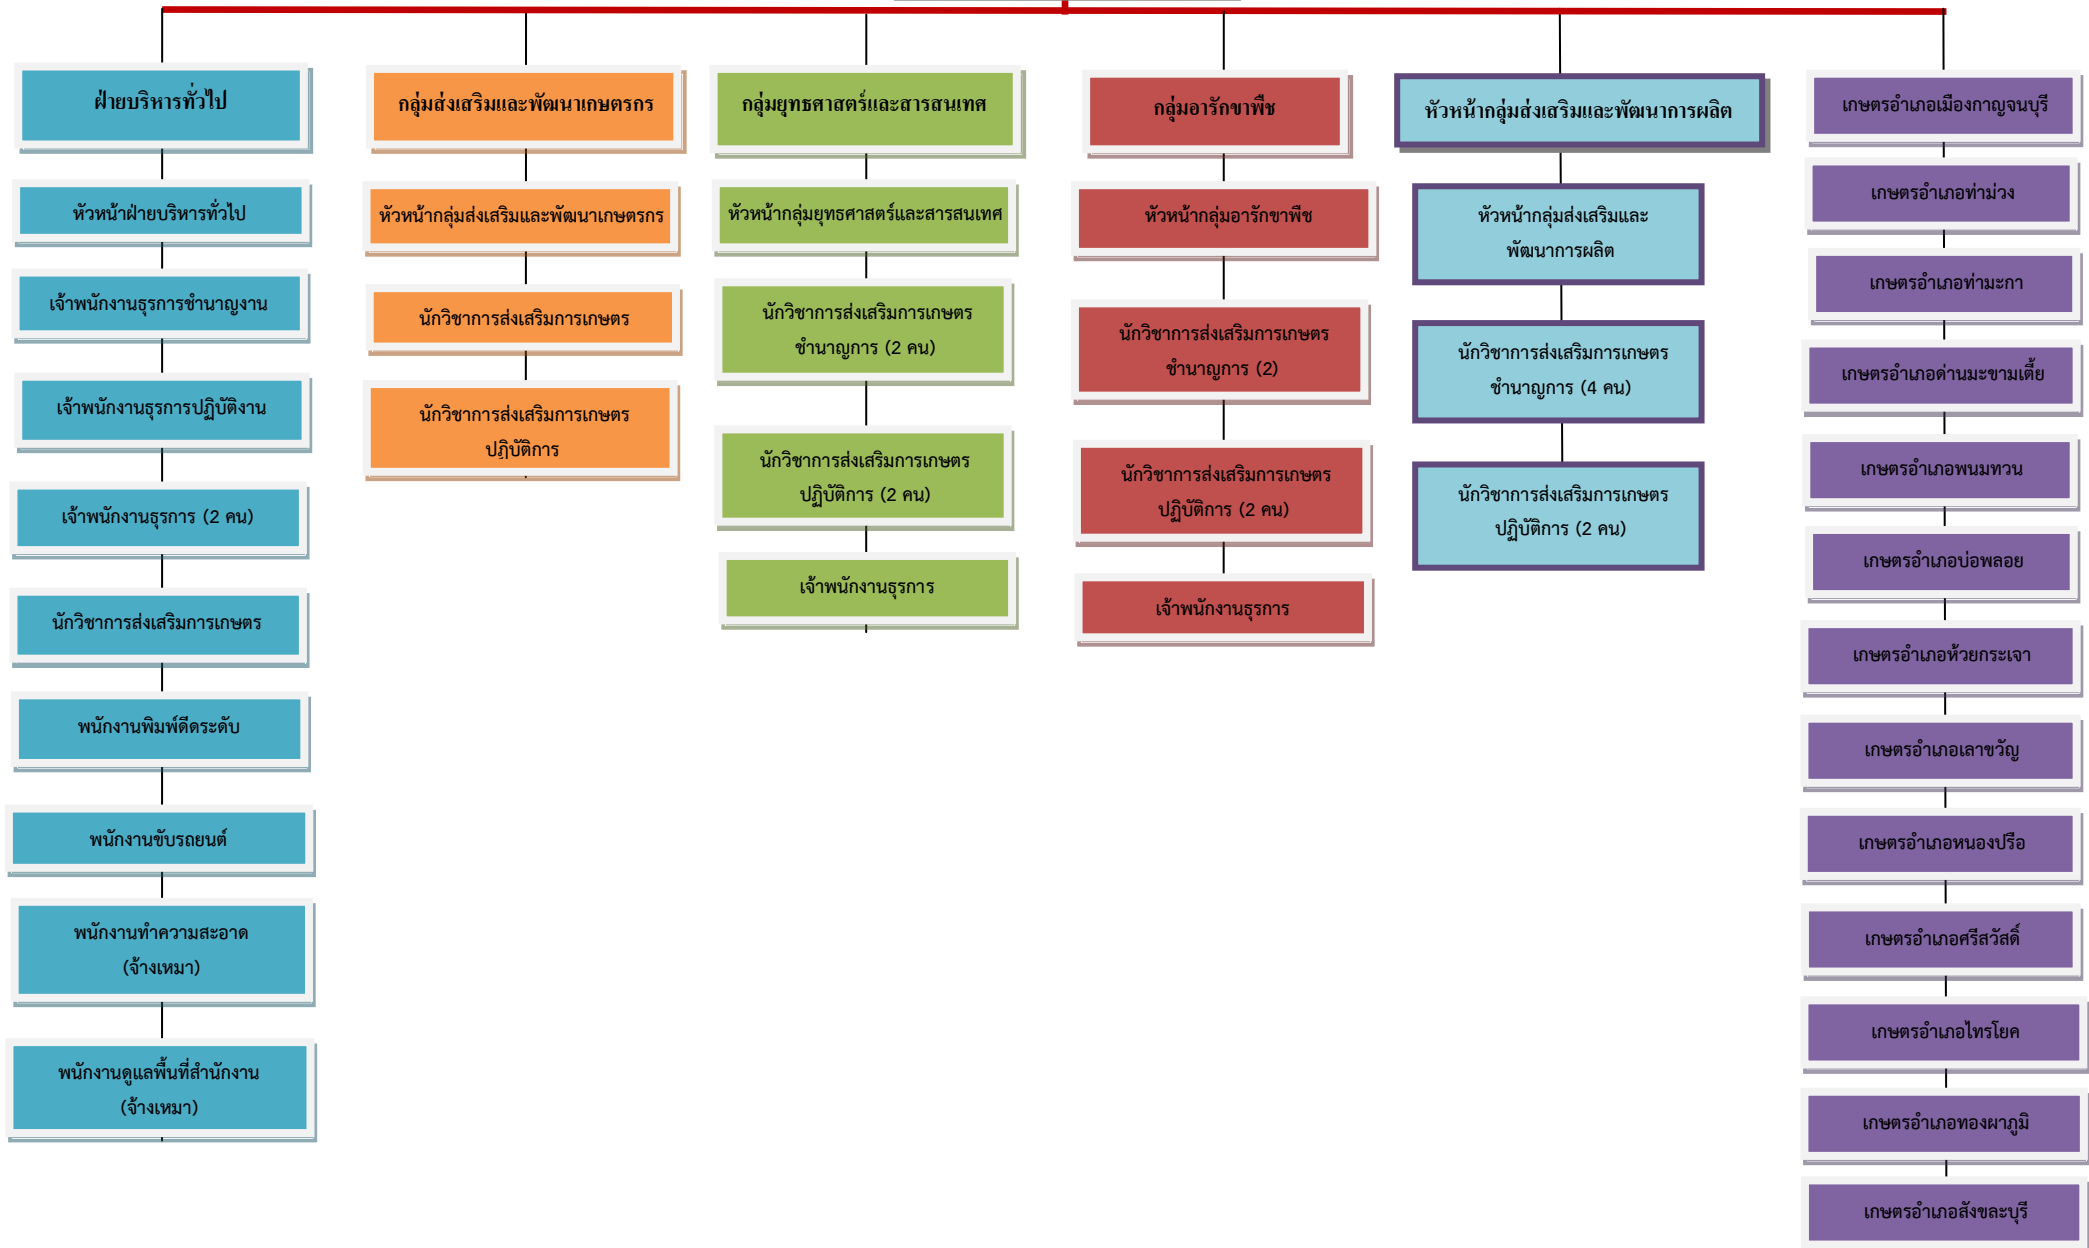 ฝ่ายบริหารทั่วไป
หัวหน้าฝ่ายบริหารทั่วไป
เจ้าพนักงานธุรการชำนาญงาน
เจ้าพนักงานธุรการปฏิบัติงาน
เจ้าพนักงานธุรการ (2 คน)
นักวิชาการส่งเสริมการเกษตร
พนักงานพิมพ์ดีดระดับ
พนักงานขับรถยนต์
พนักงานทำความสะอาด
(จ้างเหมา)
พนักงานดูแลพื้นที่สำนักงาน
(จ้างเหมา)
กลุ่มส่งเสริมและพัฒนาเกษตรกร
หัวหน้ากลุ่มส่งเสริมและพัฒนาเกษตรกร
นักวิชาการส่งเสริมการเกษตร
นักวิชาการส่งเสริมการเกษตร
ปฏิบัติการ
กลุ่มยุทธศาสตร์และสารสนเทศ
หัวหน้ากลุ่มยุทธศาสตร์และสารสนเทศ
นักวิชาการส่งเสริมการเกษตร
ชำนาญการ (2 คน)
นักวิชาการส่งเสริมการเกษตร
ปฏิบัติการ (2 คน)
เจ้าพนักงานธุรการ
กลุ่มอารักขาพืช
หัวหน้ากลุ่มอารักขาพืช
นักวิชาการส่งเสริมการเกษตร
ชำนาญการ (2)
นักวิชาการส่งเสริมการเกษตร
ปฏิบัติการ (2 คน)
เจ้าพนักงานธุรการ
หัวหน้ากลุ่มส่งเสริมและพัฒนาการผลิต
หัวหน้ากลุ่มส่งเสริมและ
พัฒนาการผลิต
นักวิชาการส่งเสริมการเกษตร
ชำนาญการ (4 คน)
นักวิชาการส่งเสริมการเกษตร
ปฏิบัติการ (2 คน)
เกษตรอำเภอเมืองกาญจนบุรี
เกษตรอำเภอท่าม่วง
เกษตรอำเภอท่ามะกา
เกษตรอำเภอด่านมะขามเตี้ย
เกษตรอำเภอพนมทวน
เกษตรอำเภอบ่อพลอย
เกษตรอำเภอห้วยกระเจา
เกษตรอำเภอเลาขวัญ
เกษตรอำเภอหนองปรือ
เกษตรอำเภอศรีสวัสดิ์
เกษตรอำเภอไทรโยค
เกษตรอำเภอทองผาภูมิ
เกษตรอำเภอสังขละบุรี